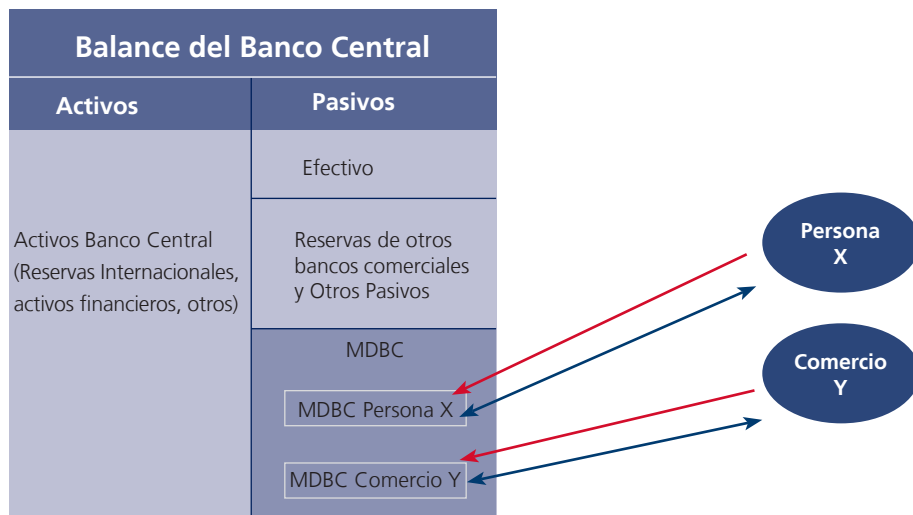 Balance del Banco Central
Activos
Pasivos
Activos Banco Central
(Reservas Internacionales,
activos financieros, otros)
Efectivo
Reservas de otros
bancos comerciales
y Otros Pasivos
MDBC
MDBC Persona X
MDBC Comercio Y
Persona
X
Comercio
Y